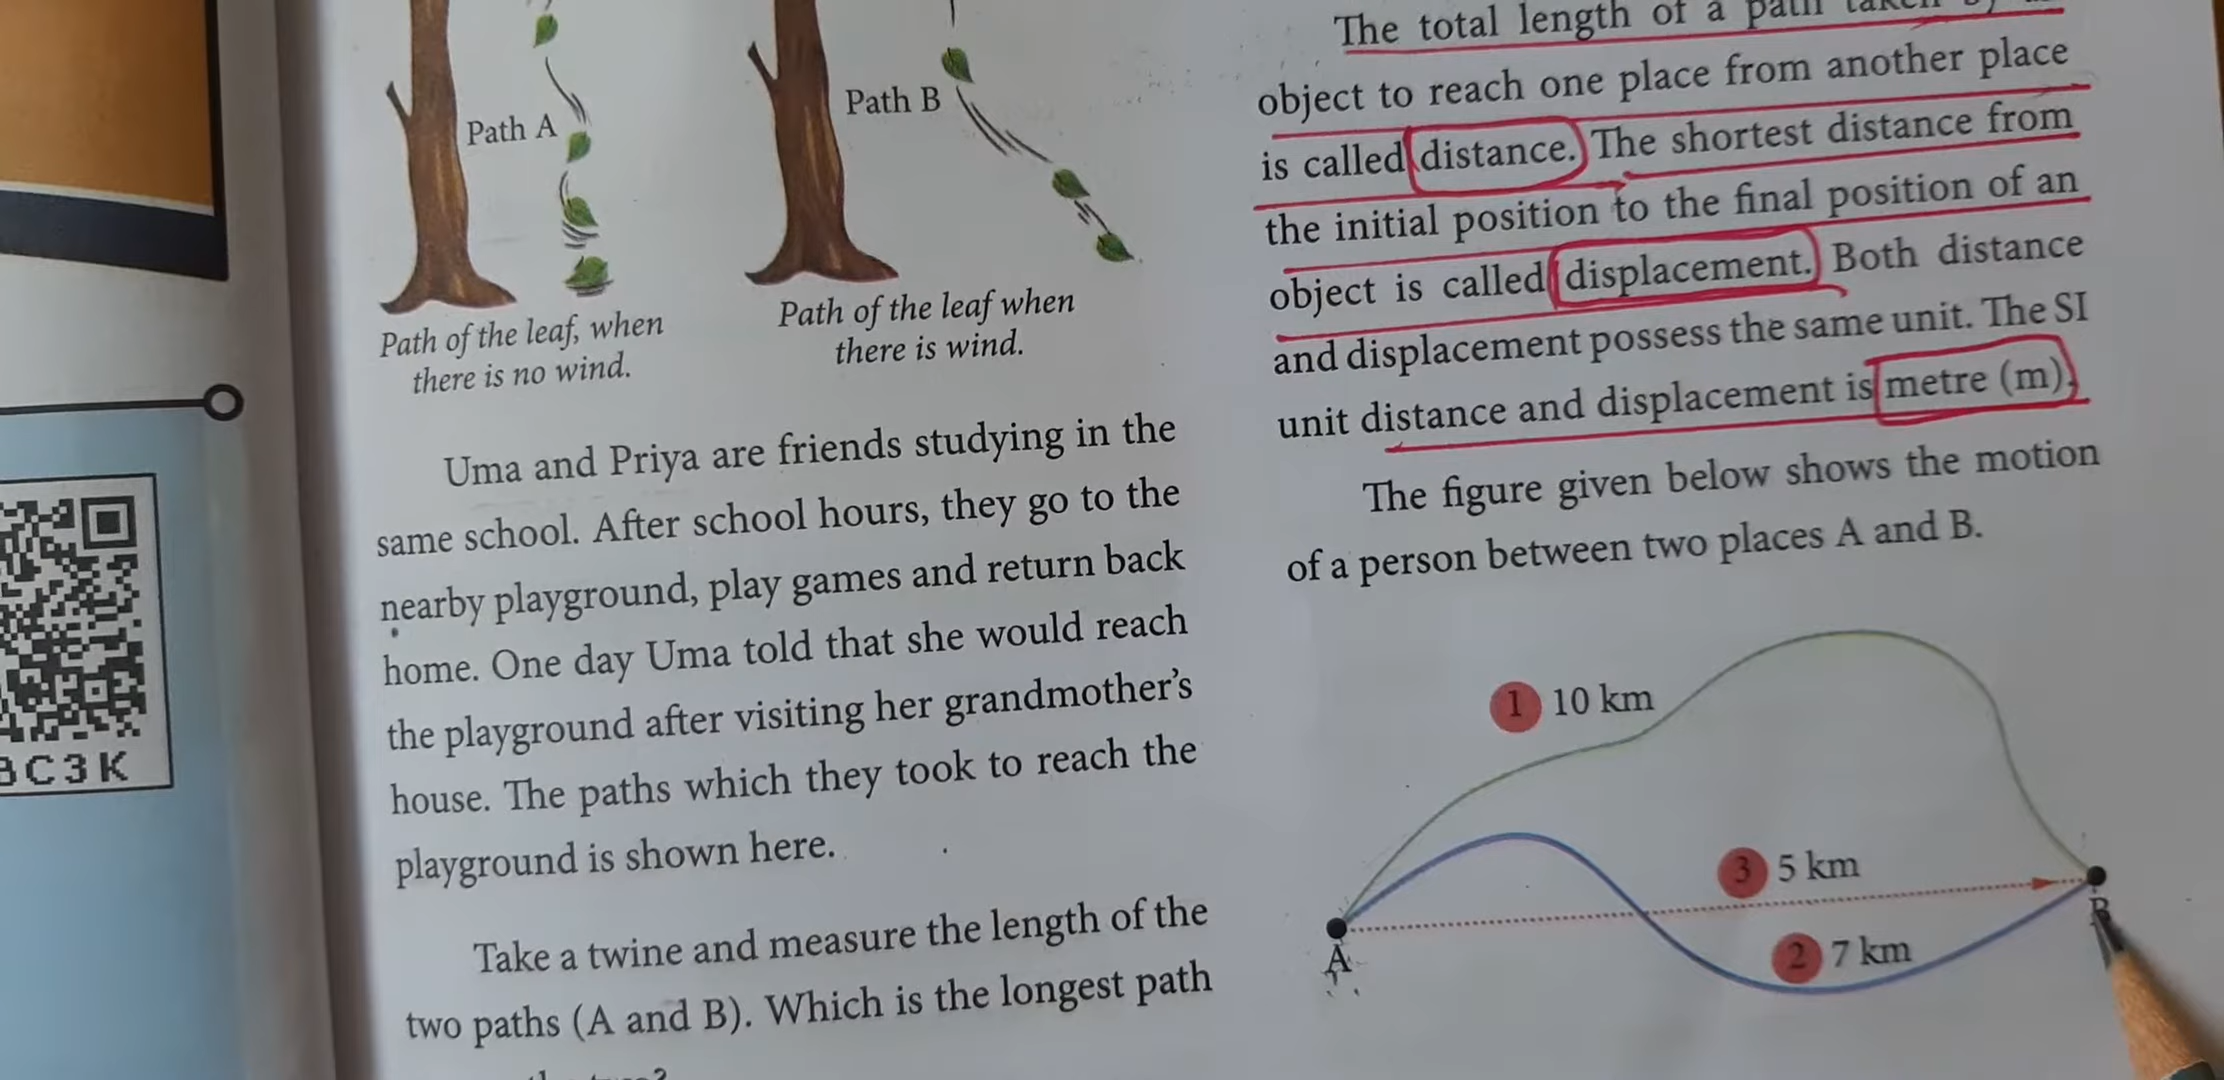 Path A
Path B
Path of the leaf, when
there is no wind.
Path of the leaf when
there is wind.
C3K
Uma and Priya are friends studying in the
same school. After school hours, they go to the
nearby playground, play games and return back
home. One day Uma told that she would reach
the playground after visiting her grandmother's
house. The paths which they took to reach the
playground is shown here.
Take a twine and measure the length of the
two paths (A and B). Which is the longest path
The total length of a path taken by
object to reach one place from another place
is called distance. The shortest distance from
the initial position to the final position of an
object is called displacement. Both distance
and displacement possess the same unit. The SI
unit distance and displacement is metre (m).
The figure given below shows the motion
of a person between two places A and B.
1 10 km
3 5 km
2 7 km
A
B